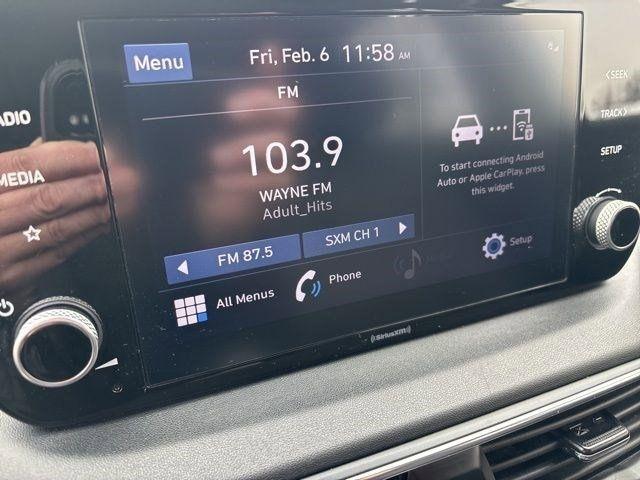 Menu
Fri, Feb. 6 11:58 AM
FM
103.9
WAYNE FM
Adult_Hits
FM 87.5
SXM CH 1
To start connecting Android
Auto or Apple CarPlay, press
this widget.
All Menus
Phone
Setup
((SiriusXM))
ADIO
MEDIA
<SEEK
TRACK>
SETUP